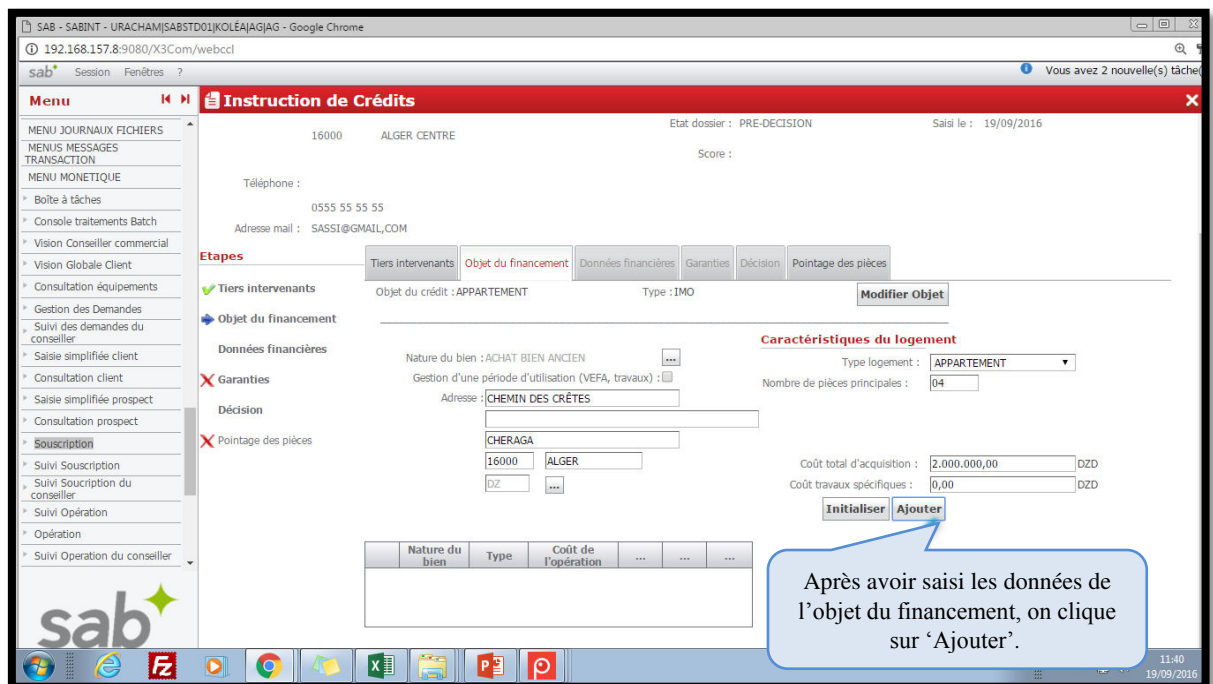 SAB - SABINT - URACHAM|SABSTD01|KOLÉA|AG|AG - Google Chrome
192.168.157.8:9080/X3Com/webccl
sab Session Fenêtres ?
Vous avez 2 nouvelle(s) tâche(
Menu
Instruction de Crédits
MENU JOURNAUX FICHIERS
MENUS MESSAGES
TRANSACTION
MENU MONETIQUE
Boîte à tâches
Console traitements Batch
Vision Conseiller commercial
Vision Globale Client
Consultation équipements
Gestion des Demandes
Suivi des demandes du
conseiller
Saisie simplifiée client
Consultation client
Saisie simplifiée prospect
Consultation prospect
Souscription
Suivi Souscription
Suivi Soucription du
conseiller
Suivi Opération
Opération
Suivi Operation du conseiller
sab
16000 ALGER CENTRE
Etat dossier : PRE-DECISION
Saisi le : 19/09/2016
Score :
Téléphone :
0555 55 55 55
Adresse mail : SASSI@GMAIL,COM
Etapes
Tiers intervenants
Objet du financement
Données financières
Garanties
Décision
Pointage des pièces
Tiers intervenants Objet du financement Données financières Garanties Décision Pointage des pièces
Objet du crédit : APPARTEMENT
Type : IMO
Modifier Objet
Nature du bien : ACHAT BIEN ANCIEN ...
Gestion d'une période d'utilisation (VEFA, travaux) :
Adresse : CHEMIN DES CRÊTES
CHERAGA
16000 ALGER
DZ ...
Caractéristiques du logement
Type logement : APPARTEMENT
Nombre de pièces principales : 04
Coût total d'acquisition : 2.000.000,00 DZD
Coût travaux spécifiques : 0,00 DZD
Initialiser Ajouter
Nature du
bien
Type
Coût de
l'opération
... ... ...
Après avoir saisi les données de
l'objet du financement, on clique
sur 'Ajouter'.
11:40
19/09/2016